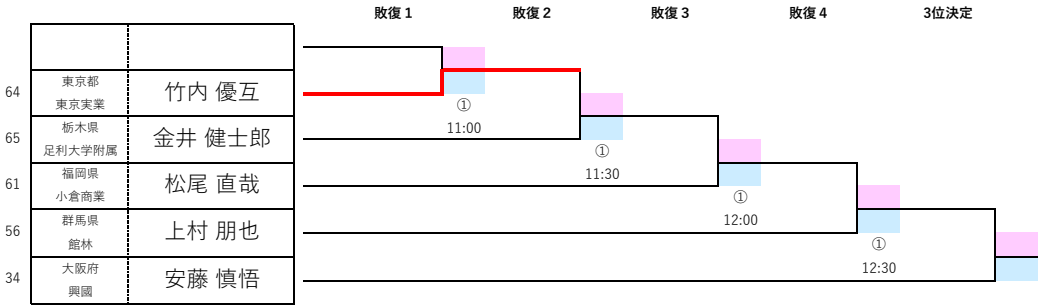 敗復１ 敗復２ 敗復３ 敗復４ 3位決定
64 東京都 東京実業 竹内 優互
① 11:00
65 栃木県 足利大学附属 金井 健士郎
① 11:30
61 福岡県 小倉商業 松尾 直哉
① 12:00
56 群馬県 館林 上村 朋也
① 12:30
34 大阪府 興國 安藤 慎悟